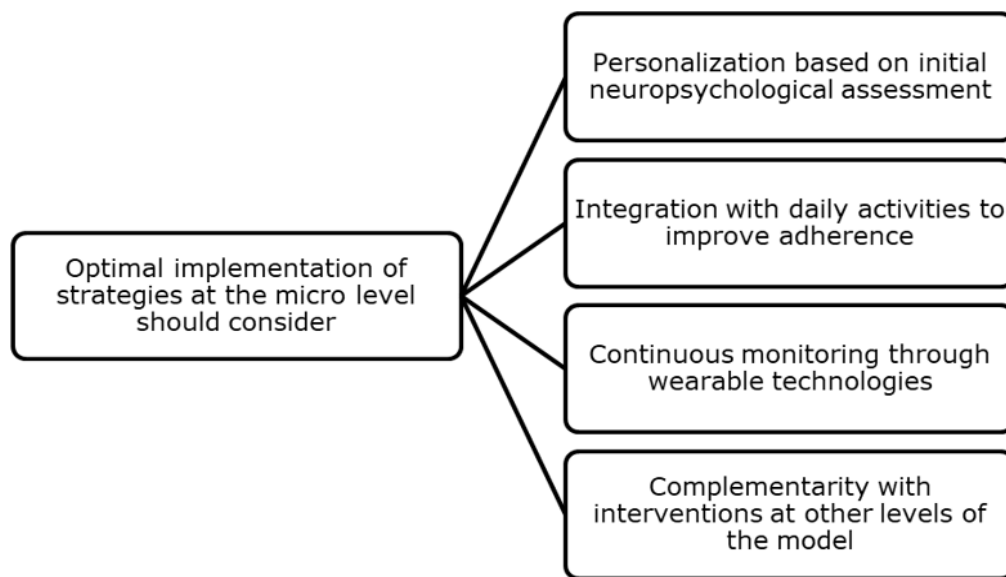 Optimal implementation of
strategies at the micro level
should consider
Personalization based on initial
neuropsychological assessment
Integration with daily activities to
improve adherence
Continuous monitoring through
wearable technologies
Complementarity with
interventions at other levels of
the model